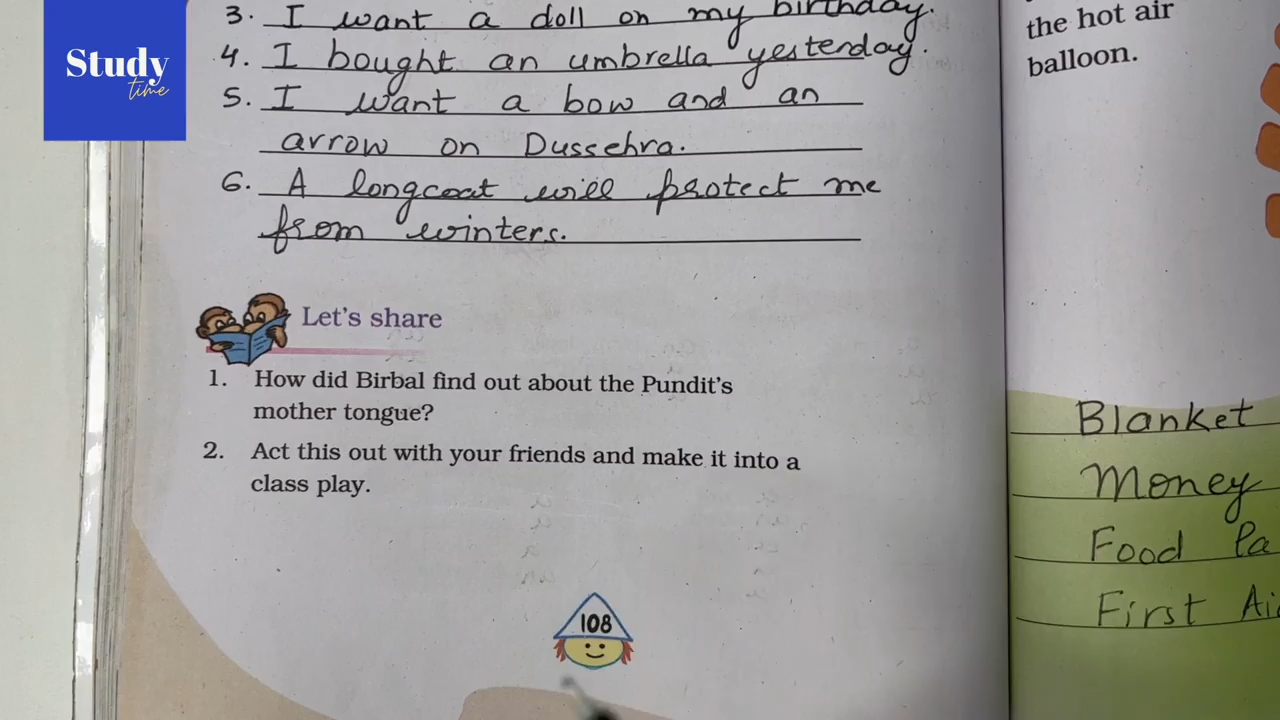 Study
time
3. I want a doll on my birthday.
4. I bought an umbrella yesterday.
5. I want a bow and an
arrow on Dussehra.
6. A longcoat will protect me
from winters.
Let's share
1. How did Birbal find out about the Pundit's
mother tongue?
2. Act this out with your friends and make it into a
class play.
108
the hot air
balloon.
Blanket
Money
Food
First